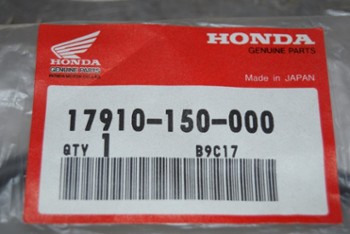 HONDA
HONDA
GENUINE PARTS
Made in JAPAN
17910-150-000
QTY 1 B9C17